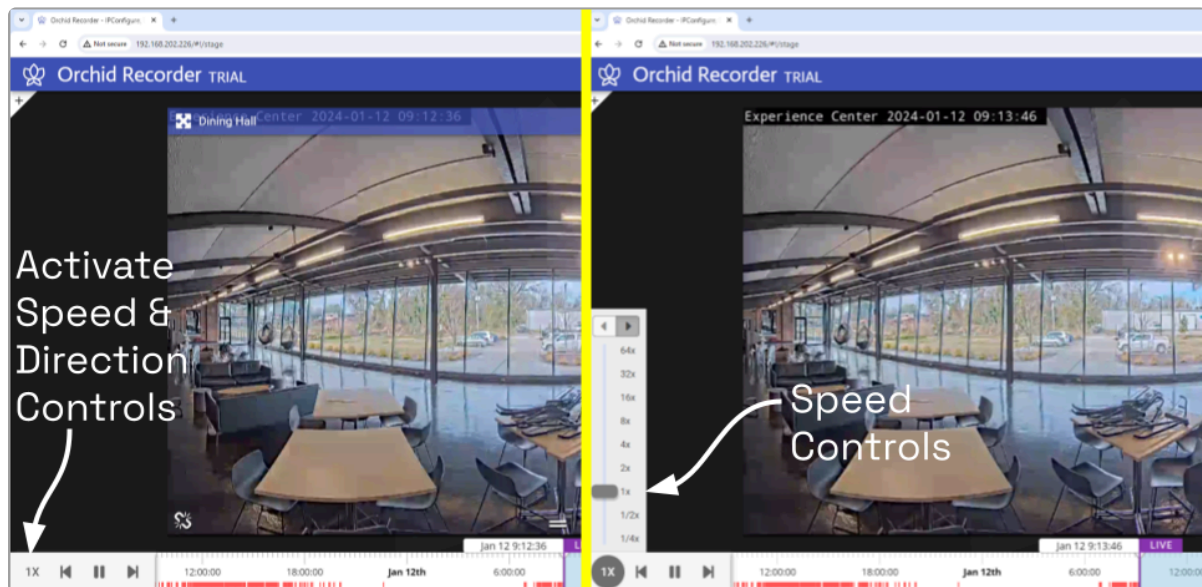 Orchid Recorder - IPConfigure,
Not secure 192.168.202.226/#!/stage
Orchid Recorder TRIAL
Dining Hall
Center 2024-01-12 09:12:36
Activate
Speed &
Direction
Controls
Jan 12 9:12:36
1X
12:00:00 18:00:00 Jan 12th 6:00:00
Orchid Recorder - IPConfigure,
Not secure 192.168.202.226/#!/stage
Orchid Recorder TRIAL
Experience Center 2024-01-12 09:13:46
64x
32x
16x
8x
4x
2x
1x
1/2x
1/4x
Speed
Controls
Jan 12 9:13:46 LIVE
1X
12:00:00 18:00:00 Jan 12th 6:00:00 12:00